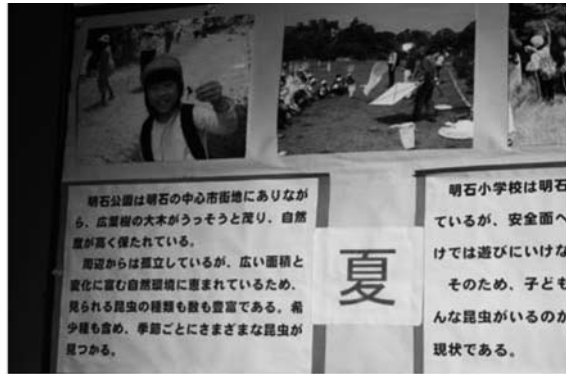 明石公園は明石の中心市街地にありなが
ら、広葉樹の大木がうっそうと茂り、自然
度が高く保たれている。
周辺からは孤立しているが、広い面積と
変化に富む自然環境に恵まれているため、
見られる昆虫の種類も数も豊富である。希
少種も含め、季節ごとにさまざまな昆虫が
見つかる。
夏
明石小学校は明石
ているが、安全面へ
けでは遊びにいけな
そのため、子ども
んな昆虫がいるのか
現状である。